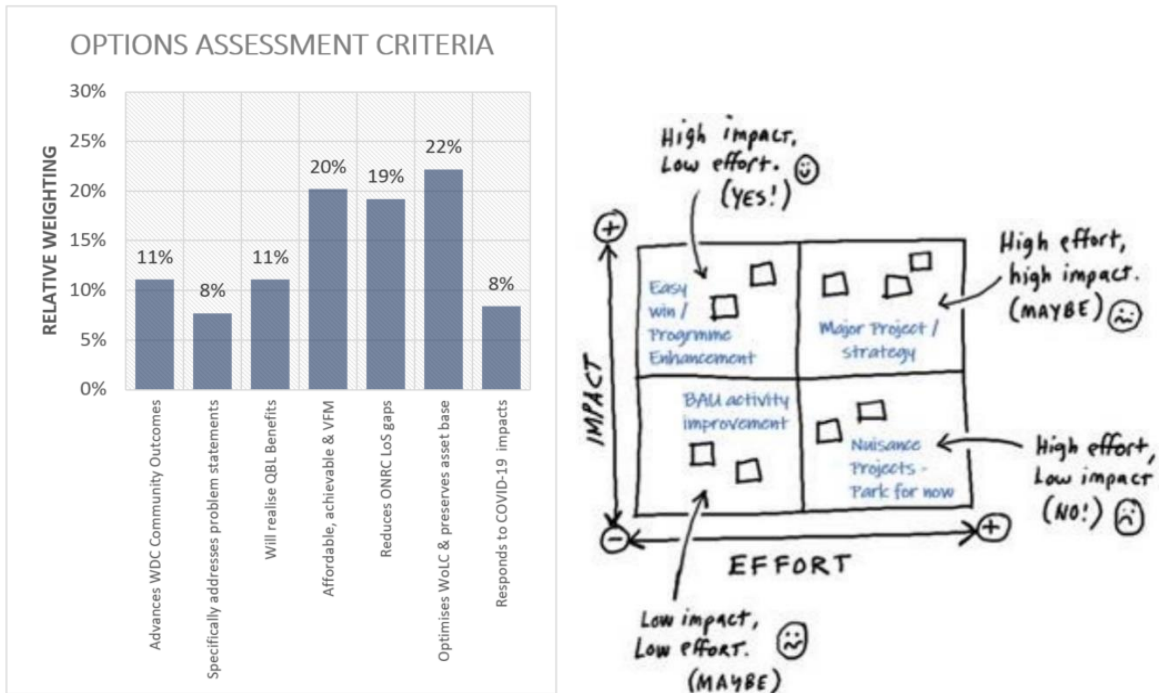 OPTIONS ASSESSMENT CRITERIA
RELATIVE WEIGHTING
30%
25%
20%
15%
10%
5%
0%
11%
8%
11%
20%
19%
22%
8%
Advances WDC Community Outcomes
Specifically addresses problem statements
Will realise QBL Benefits
Affordable, achievable & VFM
Reduces ONRC LoS gaps
Optimises WoLC & preserves asset base
Responds to COVID-19 impacts
High impact,
Low effort.
(YES!)
High effort,
high impact.
(MAYBE)
Easy
win /
Progrmme
Enhancement
Major Project /
strategy
IMPACT
BAU activity
improvement
Nuisance
Projects -
Park for now
High effort,
Low impact
(NO!)
+
-
+
EFFORT
Low impact,
Low effort.
(MAYBE)